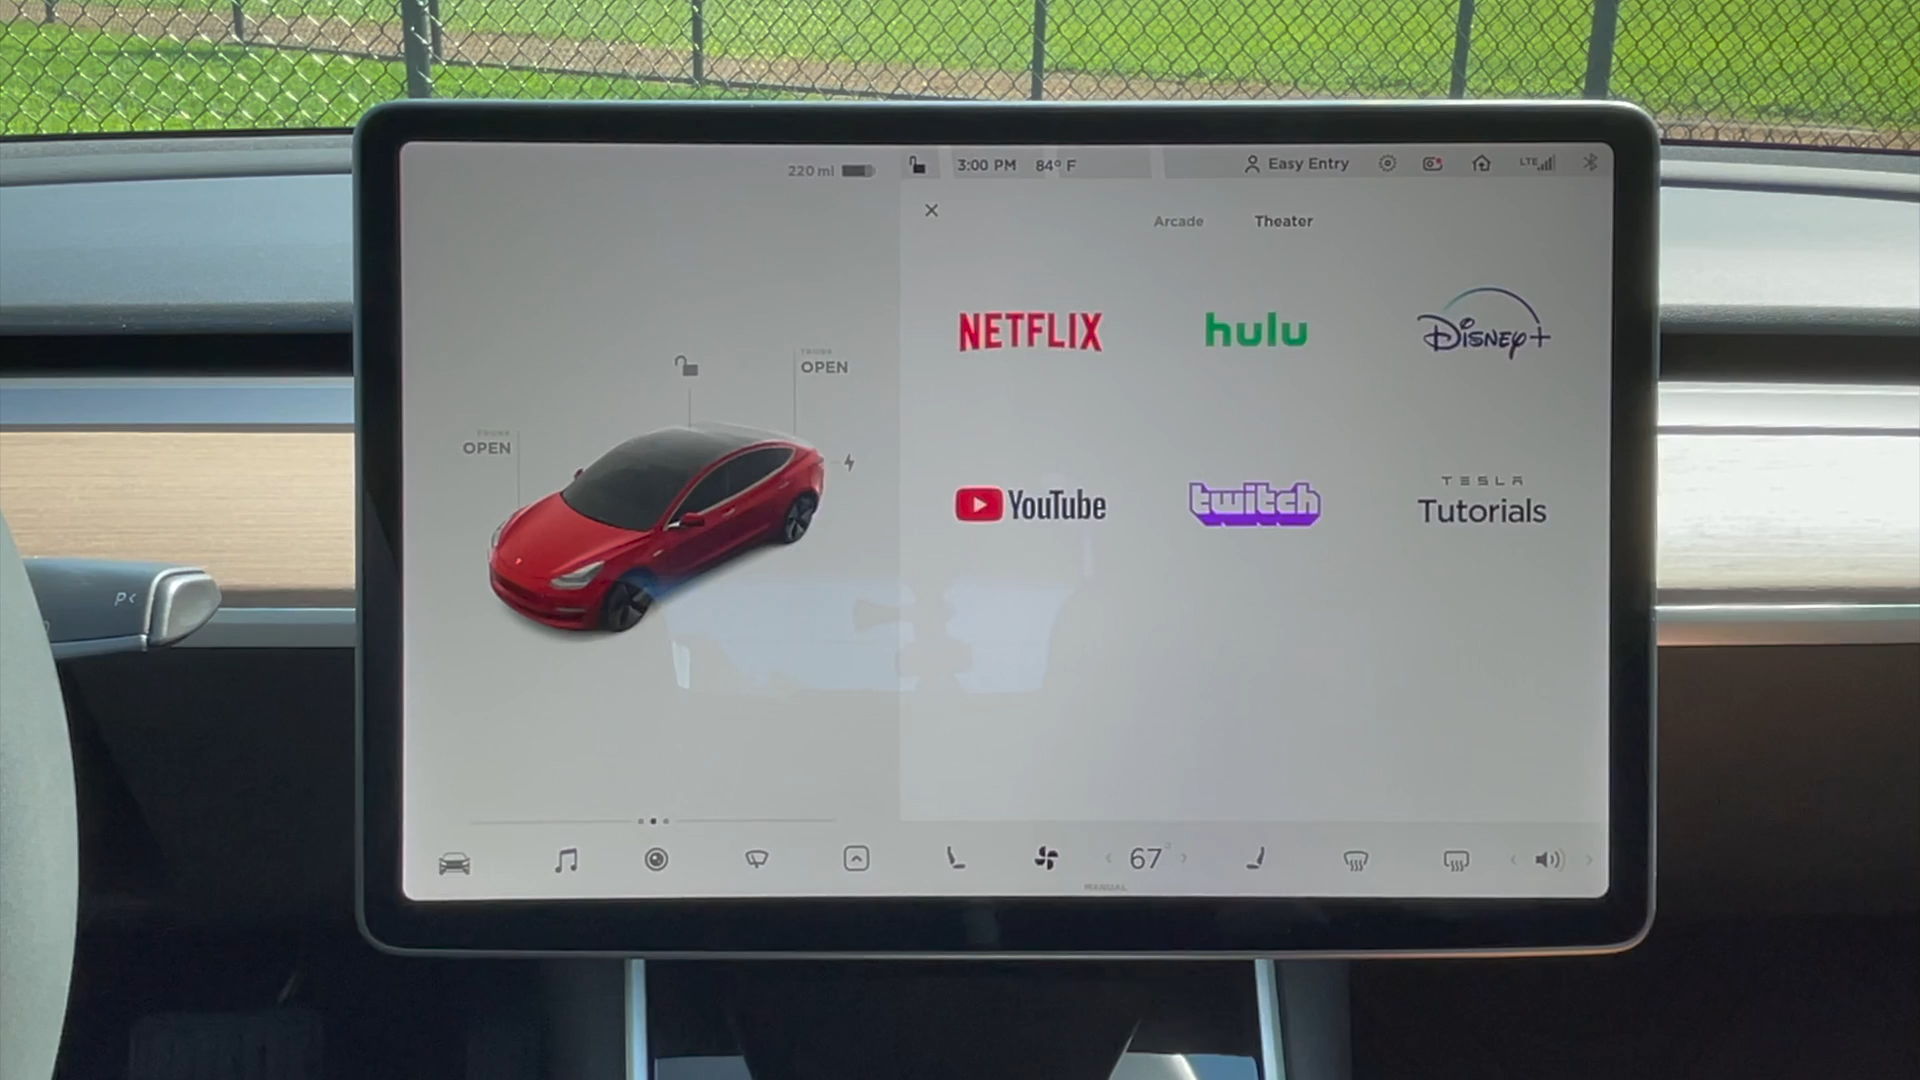 220 mi
3:00 PM
84° F
Easy Entry
LTE
Arcade
Theater
NETFLIX
hulu
Disney+
TRUNK
OPEN
OPEN
YouTube
twitch
TESLA
Tutorials
P<
67°
MANUAL